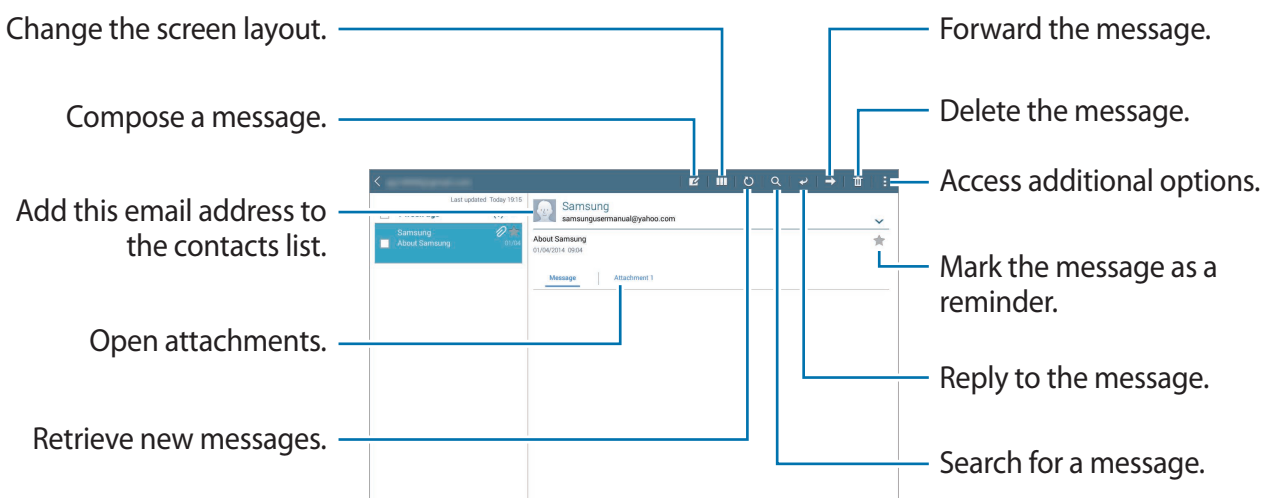 Change the screen layout.
Compose a message.
Add this email address to
the contacts list.
Open attachments.
Retrieve new messages.
Last updated Today 19:15
Samsung
About Samsung
01/04
Samsung
samsungusermanual@yahoo.com
About Samsung
01/04/2014 09:04
Message
Attachment 1
Forward the message.
Delete the message.
Access additional options.
Mark the message as a
reminder.
Reply to the message.
Search for a message.